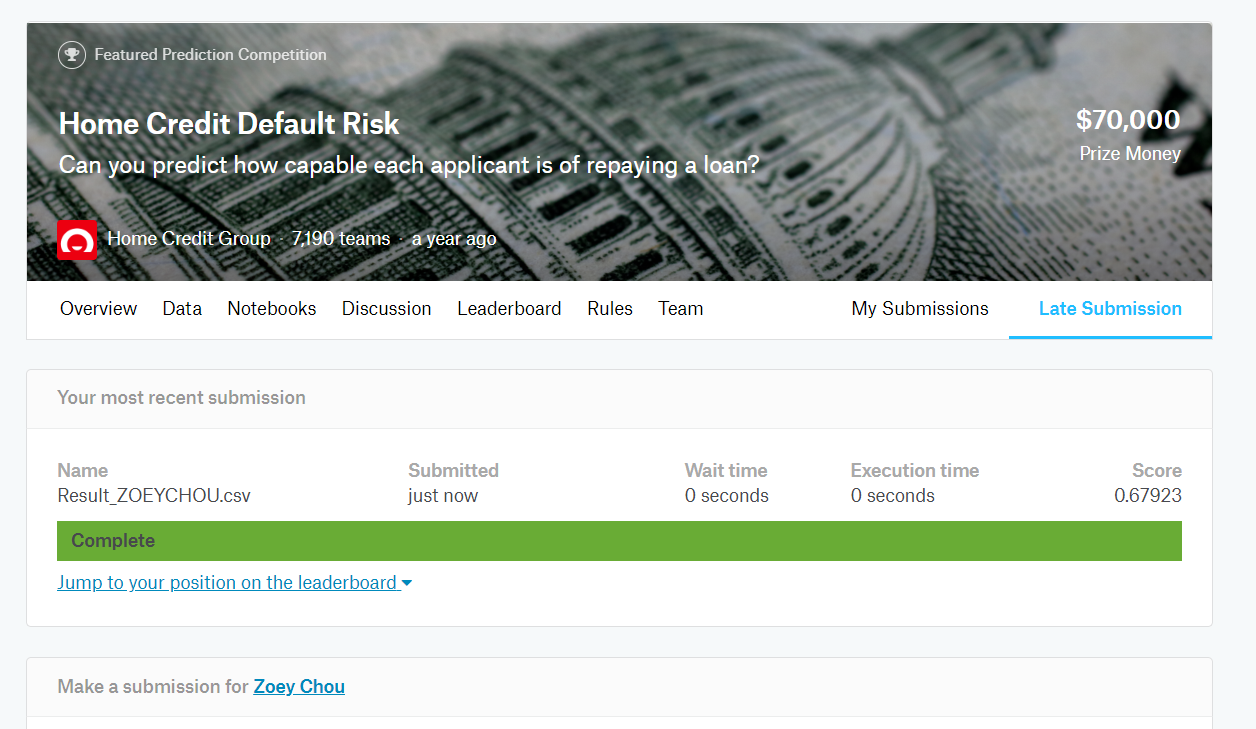 Featured Prediction Competition
Home Credit Default Risk
$70,000
Can you predict how capable each applicant is of repaying a loan?
Prize Money
Home Credit Group · 7,190 teams · a year ago
Overview Data Notebooks Discussion Leaderboard Rules Team My Submissions Late Submission
Your most recent submission
Name Submitted Wait time Execution time Score
Result_ZOEYCHOU.csv just now 0 seconds 0 seconds 0.67923
Complete
Jump to your position on the leaderboard
Make a submission for Zoey Chou